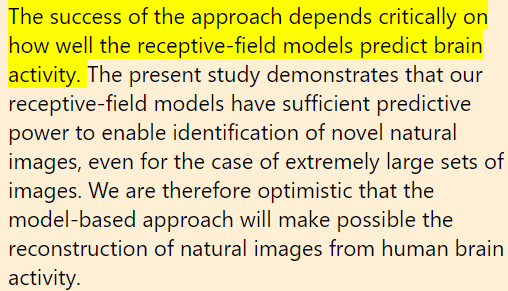 The success of the approach depends critically on
how well the receptive-field models predict brain
activity. The present study demonstrates that our
receptive-field models have sufficient predictive
power to enable identification of novel natural
images, even for the case of extremely large sets of
images. We are therefore optimistic that the
model-based approach will make possible the
reconstruction of natural images from human brain
activity.